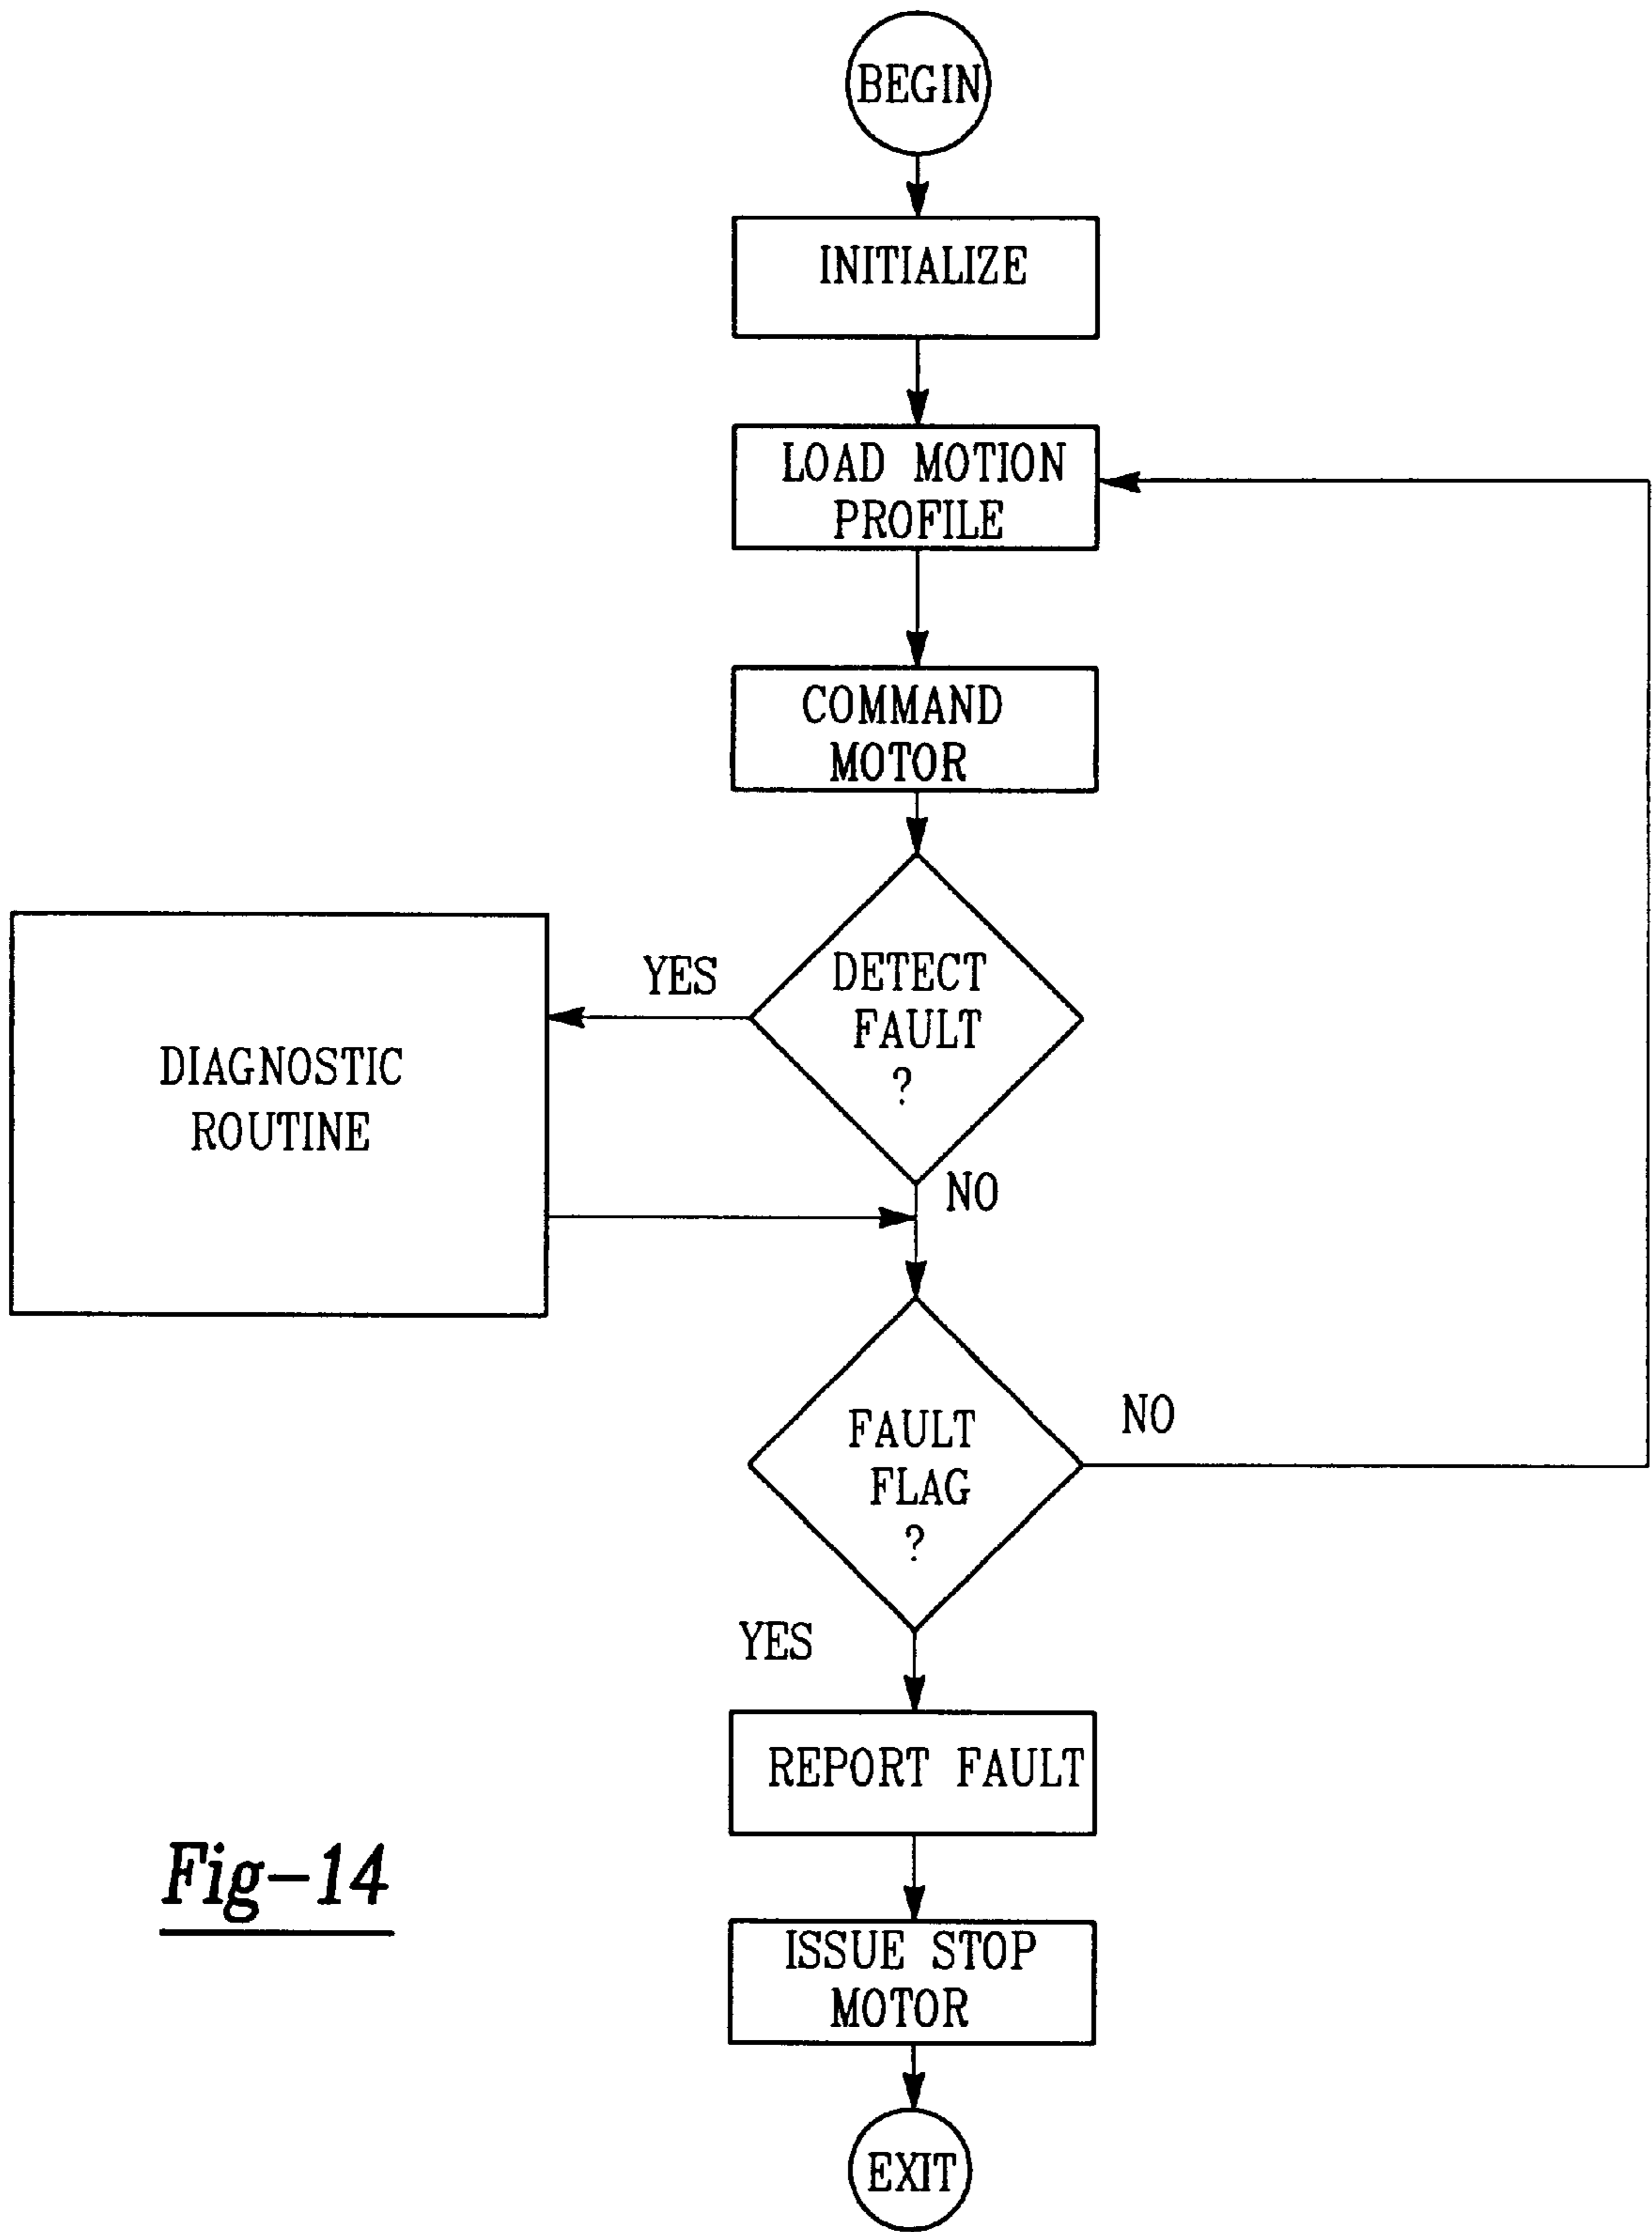 BEGIN
INITIALIZE
LOAD MOTION
PROFILE
COMMAND
MOTOR
DETECT
FAULT
?
YES
NO
DIAGNOSTIC
ROUTINE
FAULT
FLAG
?
NO
YES
REPORT FAULT
ISSUE STOP
MOTOR
EXIT
Fig-14